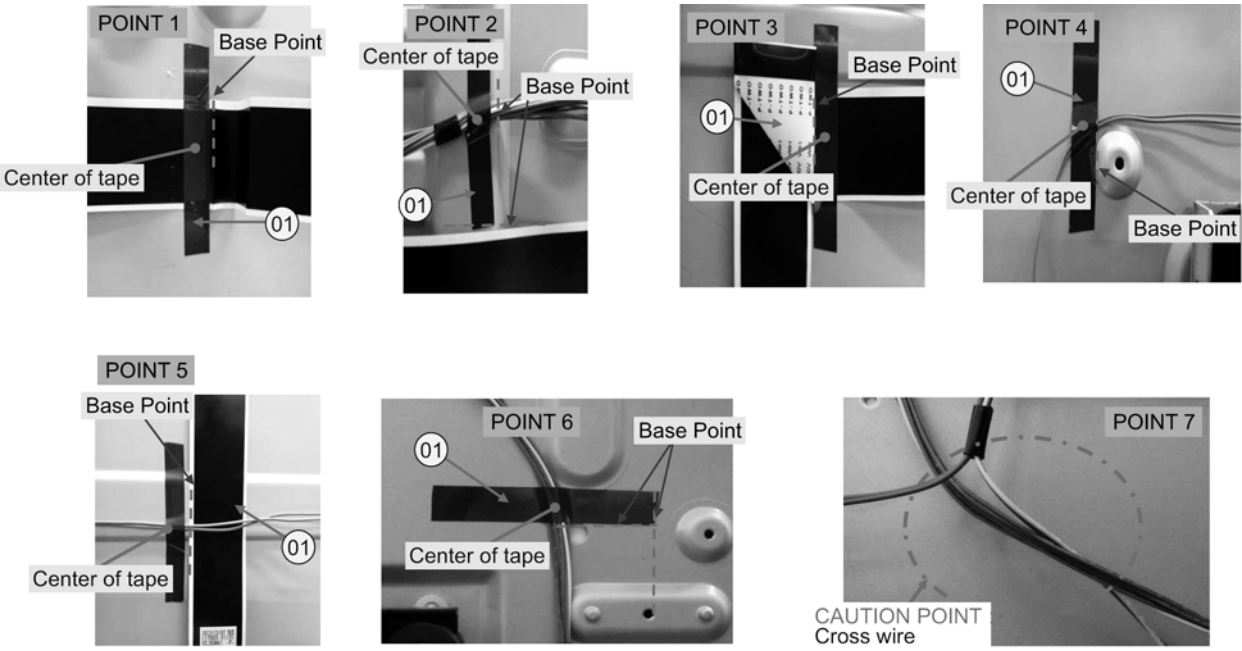 POINT 1
Base Point
Center of tape
01
POINT 2
Center of tape
Base Point
01
POINT 3
Base Point
01
Center of tape
POINT 4
01
Center of tape
Base Point
POINT 5
Base Point
01
Center of tape
POINT 6
01
Base Point
Center of tape
POINT 7
CAUTION POINT :
Cross wire